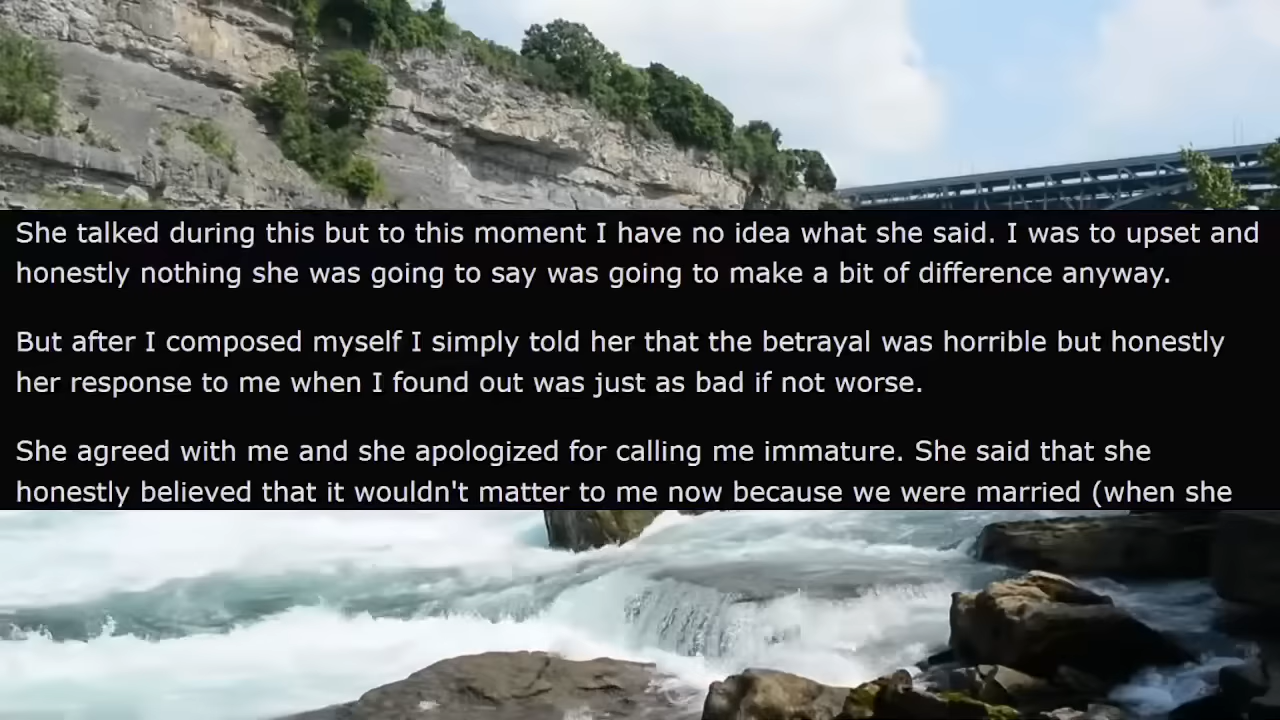 She talked during this but to this moment I have no idea what she said. I was to upset and
honestly nothing she was going to say was going to make a bit of difference anyway.
But after I composed myself I simply told her that the betrayal was horrible but honestly
her response to me when I found out was just as bad if not worse.
She agreed with me and she apologized for calling me immature. She said that she
honestly believed that it wouldn't matter to me now because we were married (when she